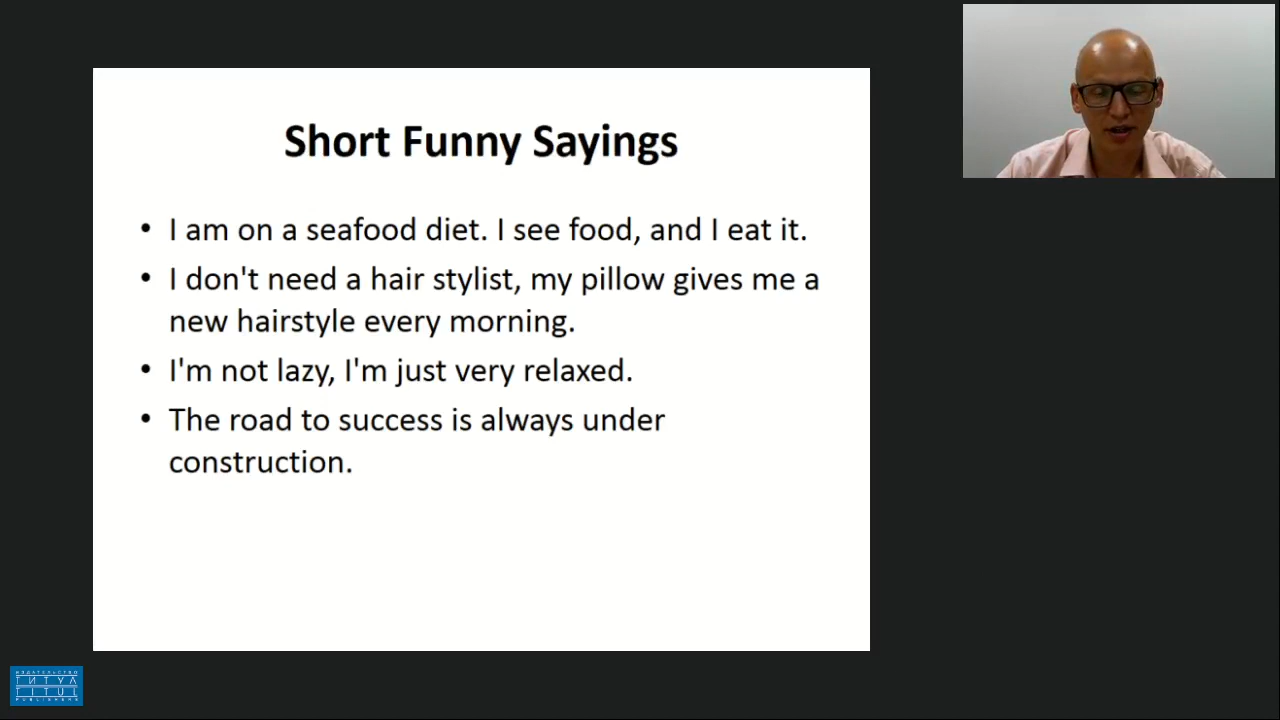 Short Funny Sayings
• I am on a seafood diet. I see food, and I eat it.
• I don't need a hair stylist, my pillow gives me a
new hairstyle every morning.
• I'm not lazy, I'm just very relaxed.
• The road to success is always under
construction.
ИЗДАТЕЛЬСТВО
ТИТУЛ
TITUL
PUBLISHERS